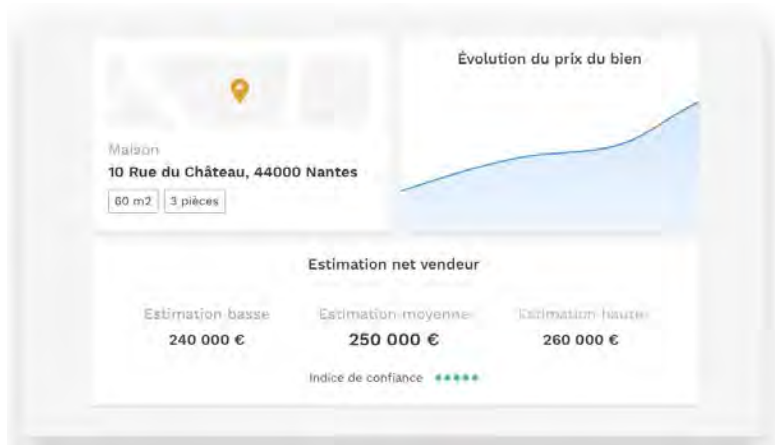 Maison
10 Rue du Château, 44000 Nantes
60 m2 3 pièces
Évolution du prix du bien
Estimation net vendeur
Estimation basse Estimation moyenne Estimation haute
240 000 € 250 000 € 260 000 €
Indice de confiance